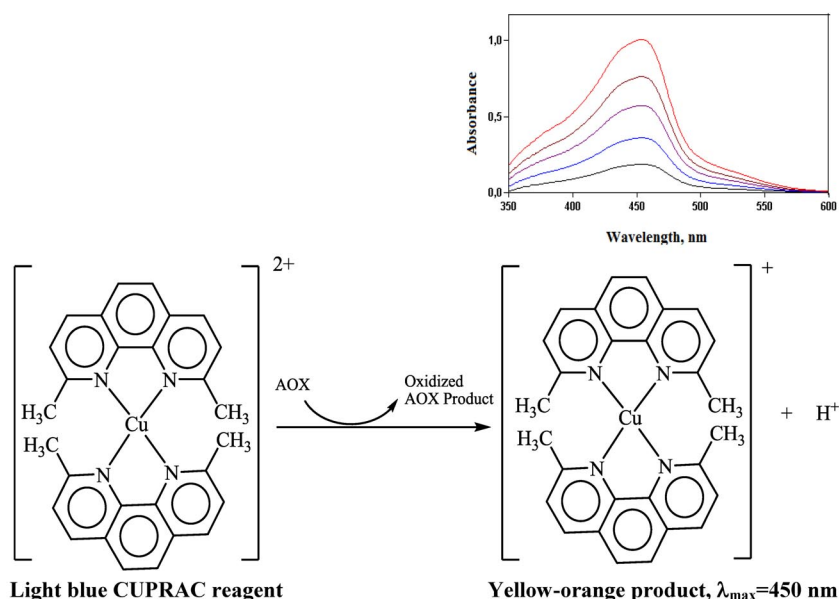 1,0
0,5
0,0
Absorbance
350 400 450 500 550 600
Wavelength, nm
2+
+
N N
CH3
H3C
Cu
H3C
CH3
N N
AOX
Oxidized
AOX Product
N N
CH3
H3C
Cu
H3C
CH3
N N
+ H+
Light blue CUPRAC reagent
Yellow-orange product, λmax=450 nm